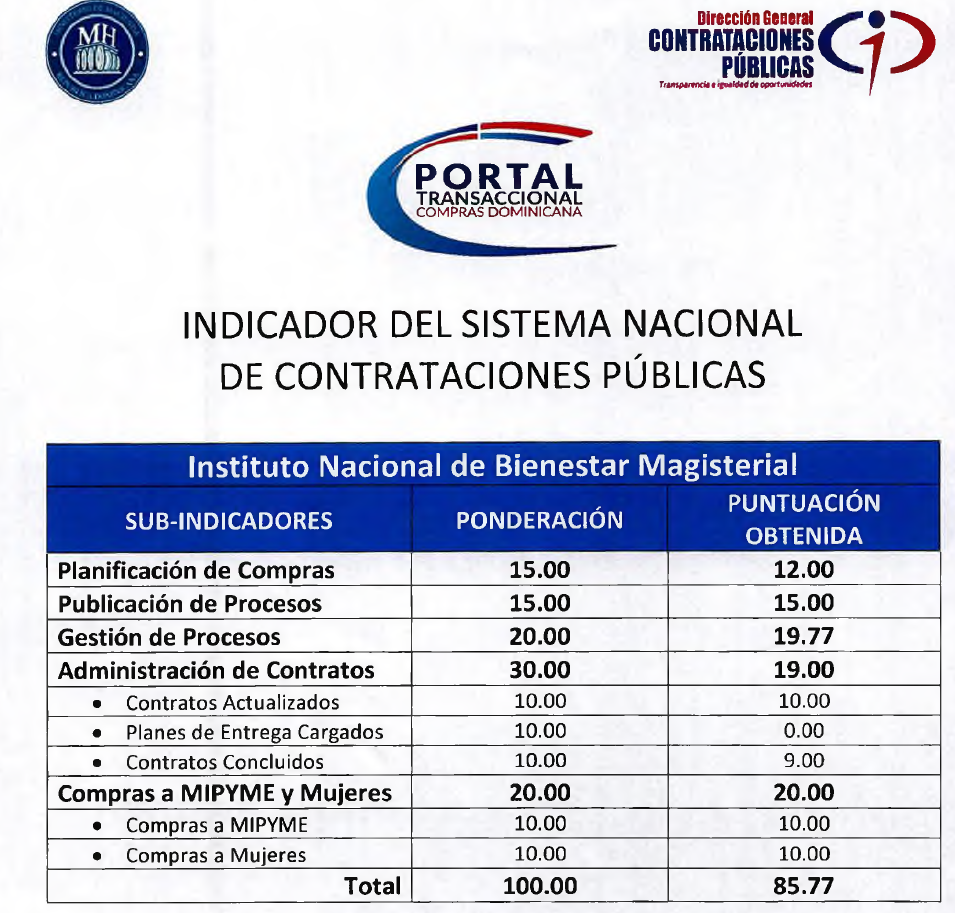 MH
REPÚBLICA DOMINICANA
Dirección General
CONTRATACIONES
PÚBLICAS
Transparencia e igualdad de oportunidades
PORTAL
TRANSACCIONAL
COMPRAS DOMINICANA
INDICADOR DEL SISTEMA NACIONAL
DE CONTRATACIONES PÚBLICAS
Instituto Nacional de Bienestar Magisterial
SUB-INDICADORES PONDERACIÓN PUNTUACIÓN OBTENIDA
Planificación de Compras 15.00 12.00
Publicación de Procesos 15.00 15.00
Gestión de Procesos 20.00 19.77
Administración de Contratos 30.00 19.00
• Contratos Actualizados 10.00 10.00
• Planes de Entrega Cargados 10.00 0.00
• Contratos Concluidos 10.00 9.00
Compras a MIPYME y Mujeres 20.00 20.00
• Compras a MIPYME 10.00 10.00
• Compras a Mujeres 10.00 10.00
Total 100.00 85.77